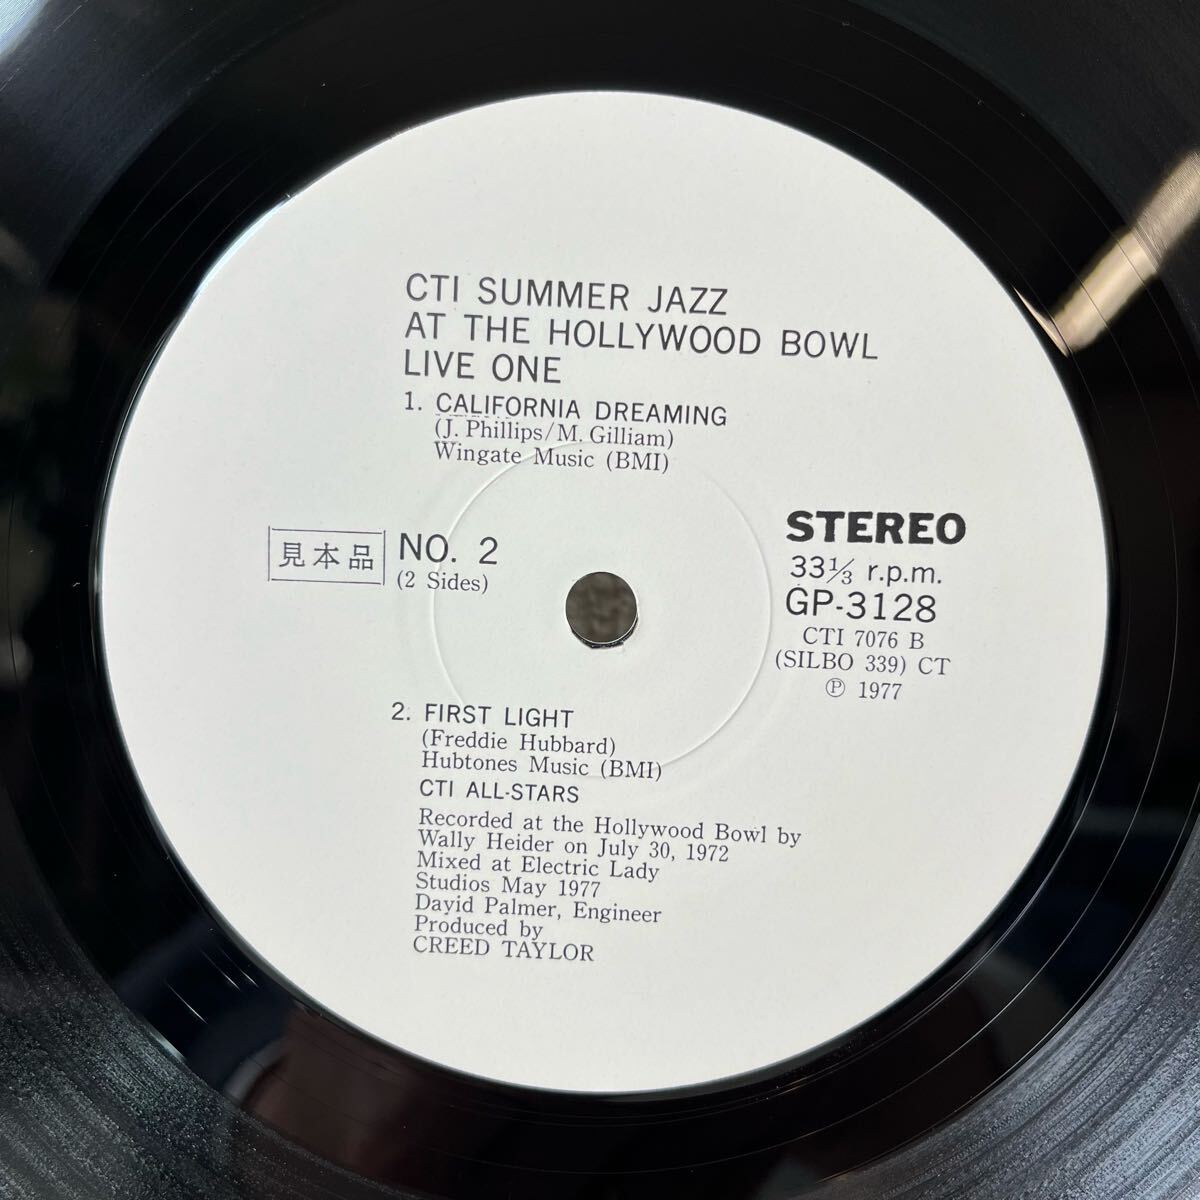 CTI SUMMER JAZZ
AT THE HOLLYWOOD BOWL
LIVE ONE
1. CALIFORNIA DREAMING
(J. Phillips/M. Gilliam)
Wingate Music (BMI)
見本品
NO. 2
(2 Sides)
STEREO
33⅓ r.p.m.
GP-3128
CTI 7076 B
(SILBO 339) CT
Ⓟ 1977
2. FIRST LIGHT
(Freddie Hubbard)
Hubtones Music (BMI)
CTI ALL-STARS
Recorded at the Hollywood Bowl by
Wally Heider on July 30, 1972
Mixed at Electric Lady
Studios May 1977
Dayid Palmer, Engineer
Produced by
CREED TAYLOR